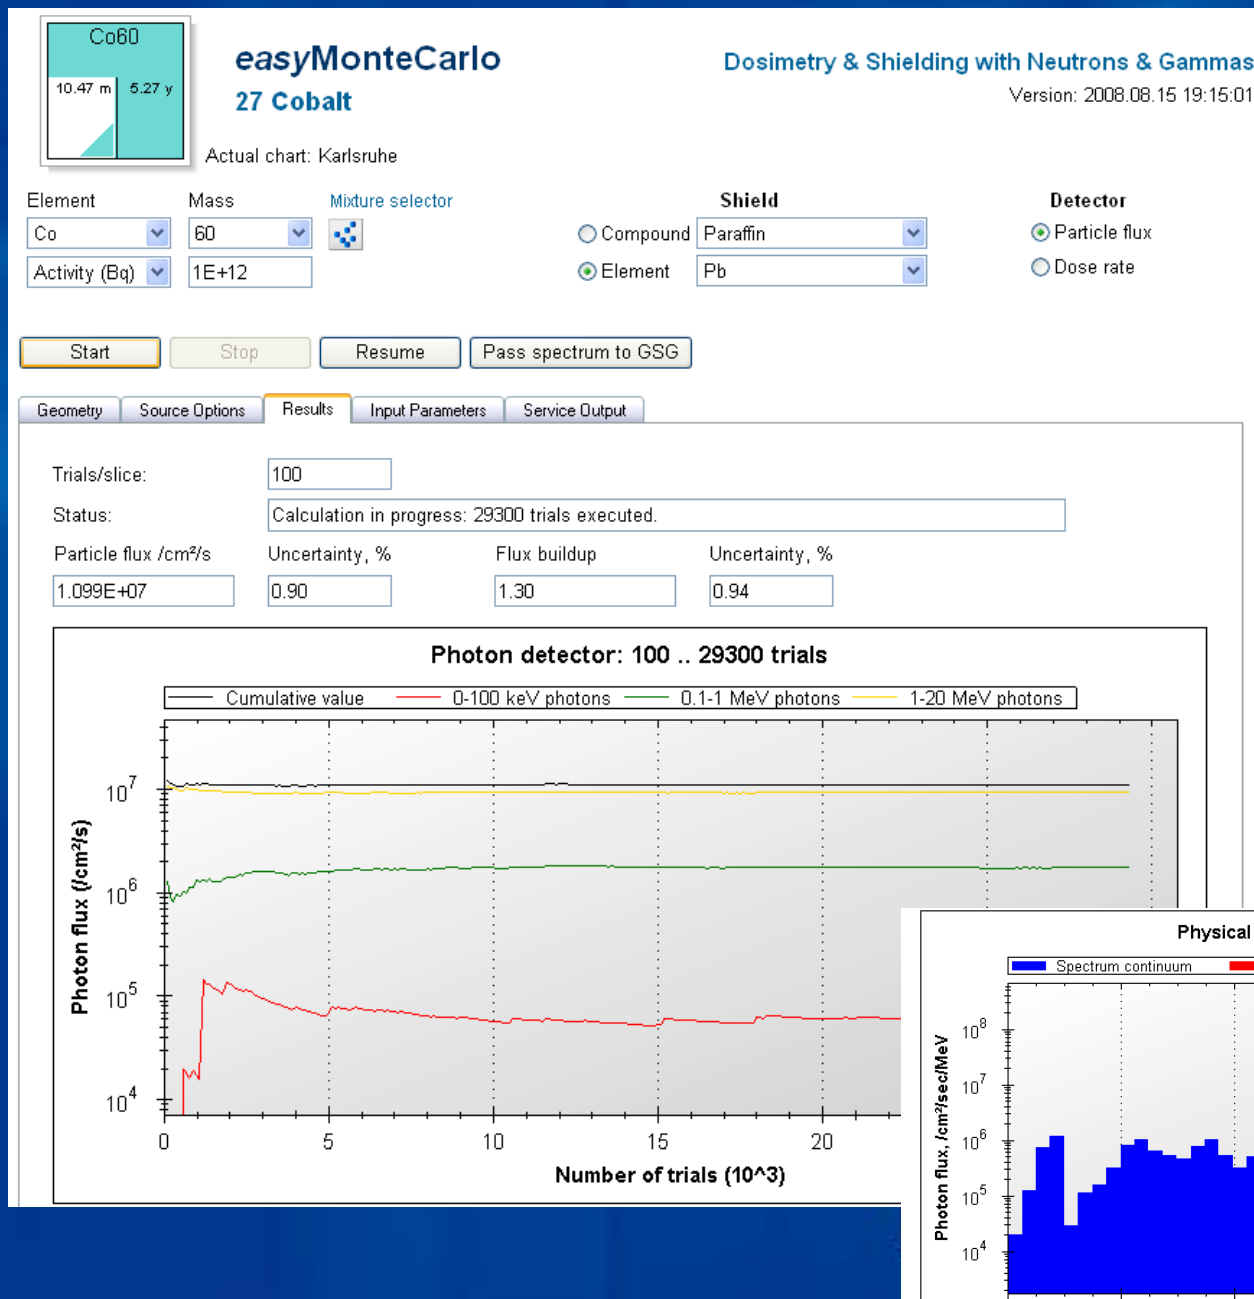 Co60
10.47 m 5.27 y
easyMonteCarlo
27 Cobalt
Actual chart: Karlsruhe
Dosimetry & Shielding with Neutrons & Gammas
Version: 2008.08.15 19:15:01
Element Mass Mixture selector Shield Detector
Co 60 Compound Paraffin Particle flux
Activity (Bq) 1E+12 Element Pb Dose rate
Start Stop Resume Pass spectrum to GSG
Geometry Source Options Results Input Parameters Service Output
Trials/slice: 100
Status: Calculation in progress: 29300 trials executed.
Particle flux /cm²/s Uncertainty, % Flux buildup Uncertainty, %
1.099E+07 0.90 1.30 0.94
Photon detector: 100 .. 29300 trials
Cumulative value 0-100 keV photons 0.1-1 MeV photons 1-20 MeV photons
Photon flux (/cm²/s)
10^7
10^6
10^5
10^4
0 5 10 15 20
Number of trials (10^3)
Physical
Spectrum continuum
Photon flux, /cm²/sec/MeV
10^8
10^7
10^6
10^5
10^4